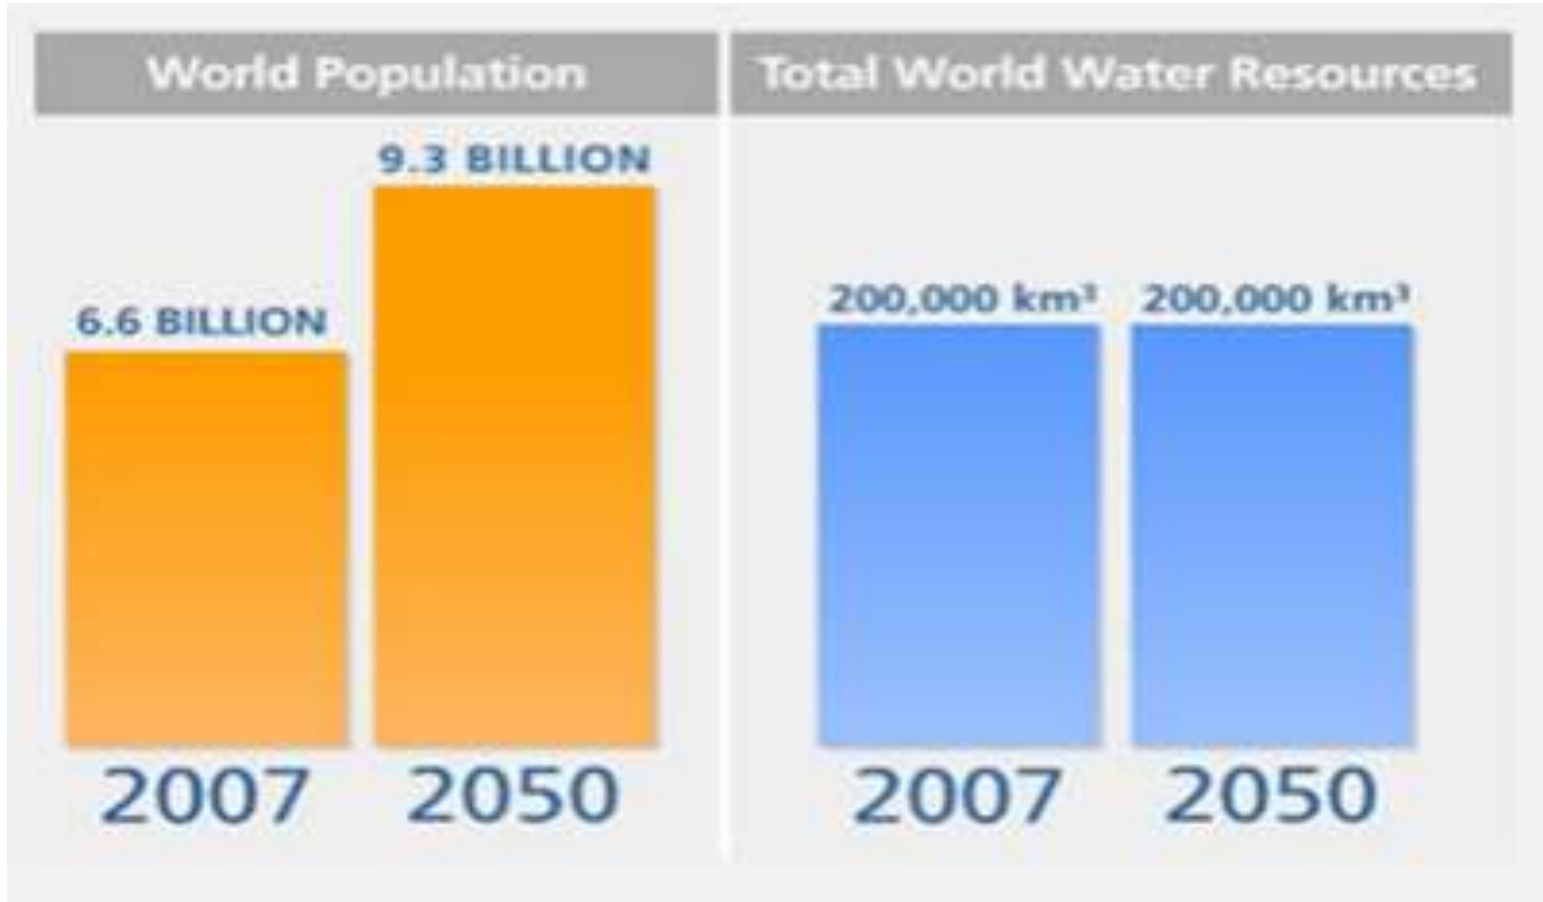 World Population
9.3 BILLION
6.6 BILLION
2007 2050
Total World Water Resources
200,000 km³ 200,000 km³
2007 2050